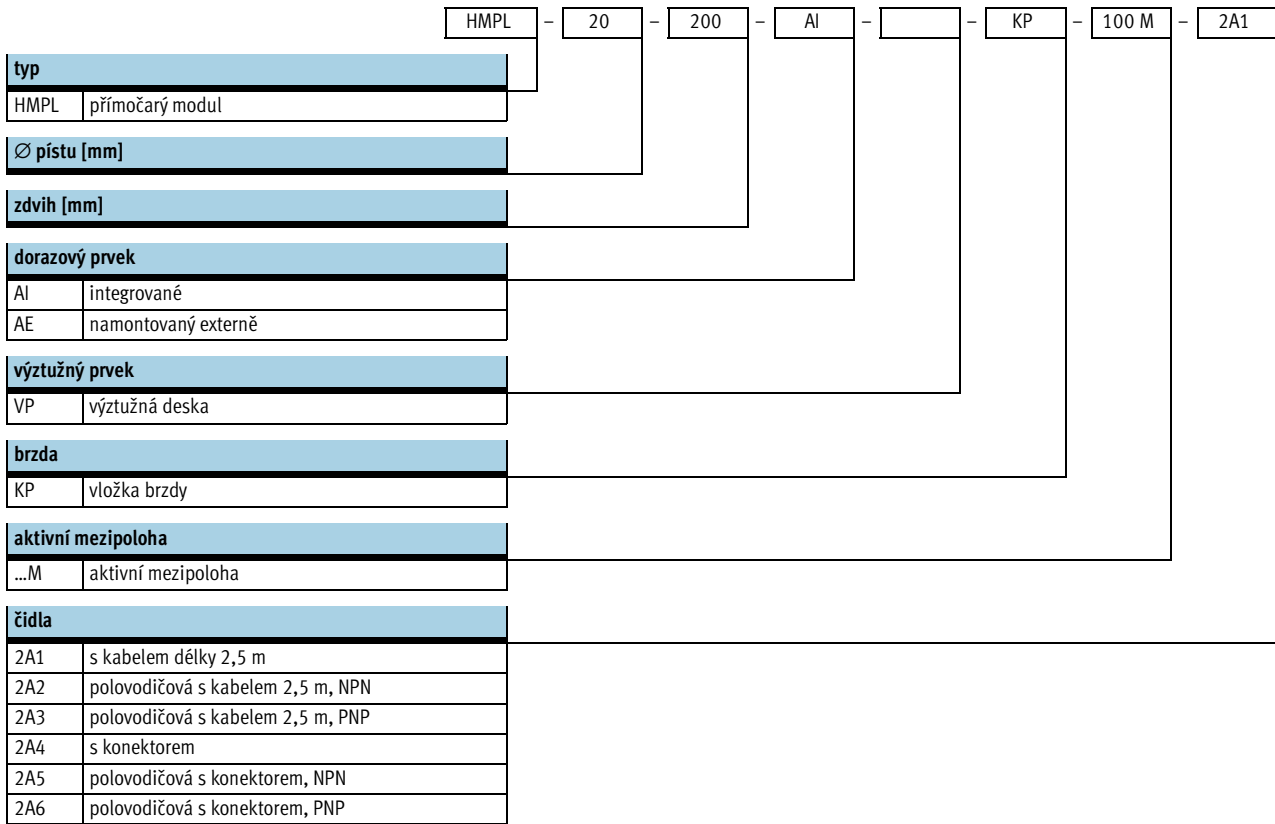 HMPL – 20 – 200 – AI – – KP – 100 M – 2A1
typ
HMPL přímočarý modul
∅ pístu [mm]
zdvih [mm]
dorazový prvek
AI integrované
AE namontovaný externě
výztužný prvek
VP výztužná deska
brzda
KP vložka brzdy
aktivní mezipoloha
…M aktivní mezipoloha
čidla
2A1 s kabelem délky 2,5 m
2A2 polovodičová s kabelem 2,5 m, NPN
2A3 polovodičová s kabelem 2,5 m, PNP
2A4 s konektorem
2A5 polovodičová s konektorem, NPN
2A6 polovodičová s konektorem, PNP